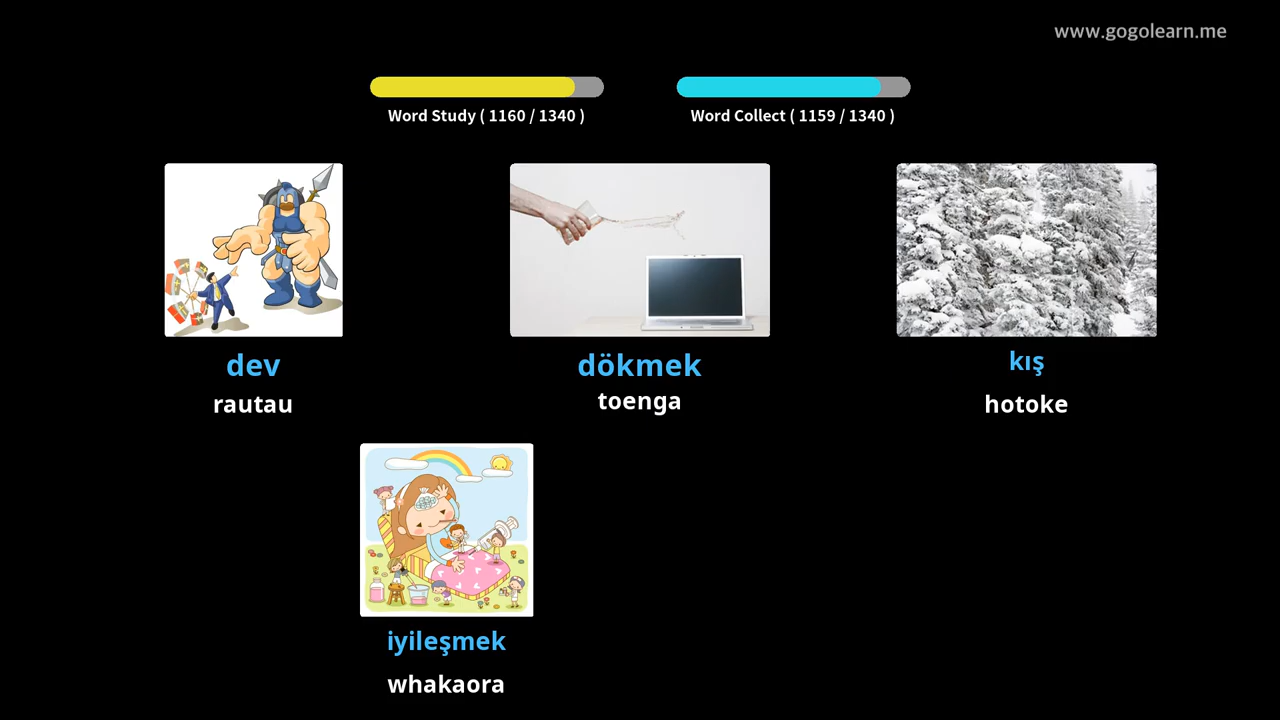 www.gogolearn.me
Word Study ( 1160 / 1340 )
Word Collect ( 1159 / 1340 )
dev
rautau
dökmek
toenga
kış
hotoke
iyileşmek
whakaora